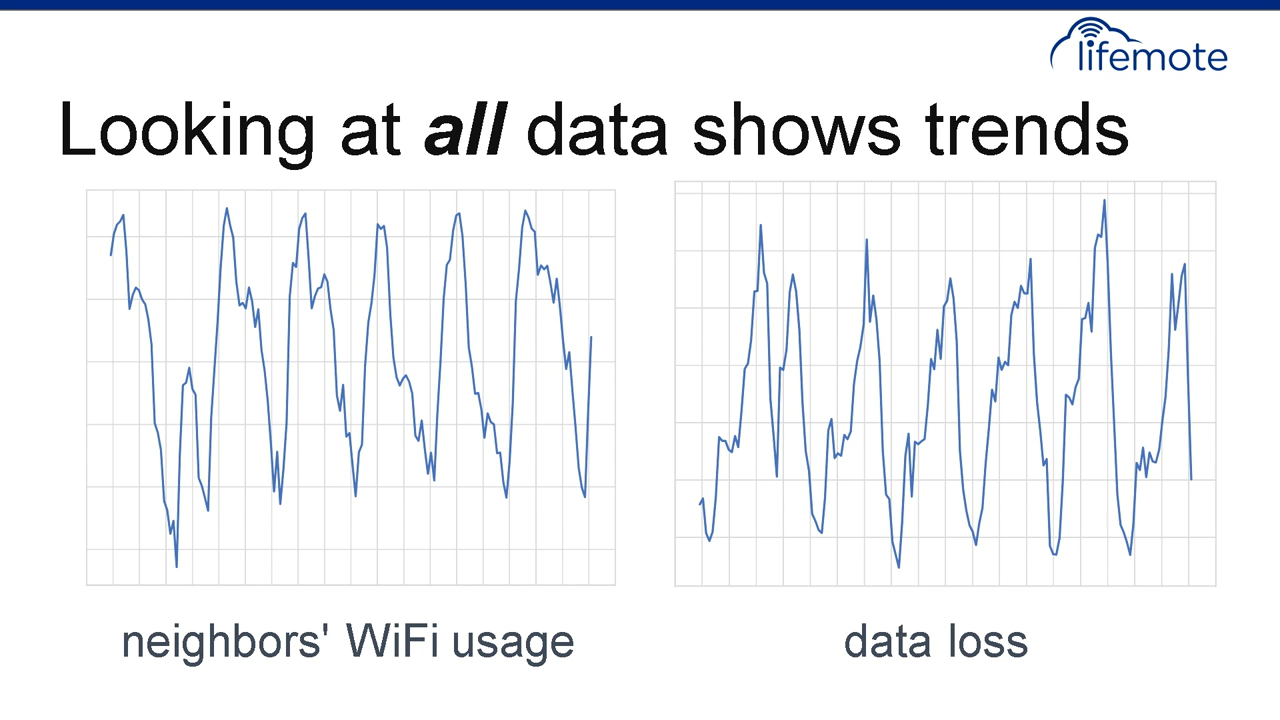 lifemote
Looking at all data shows trends
neighbors' WiFi usage
data loss